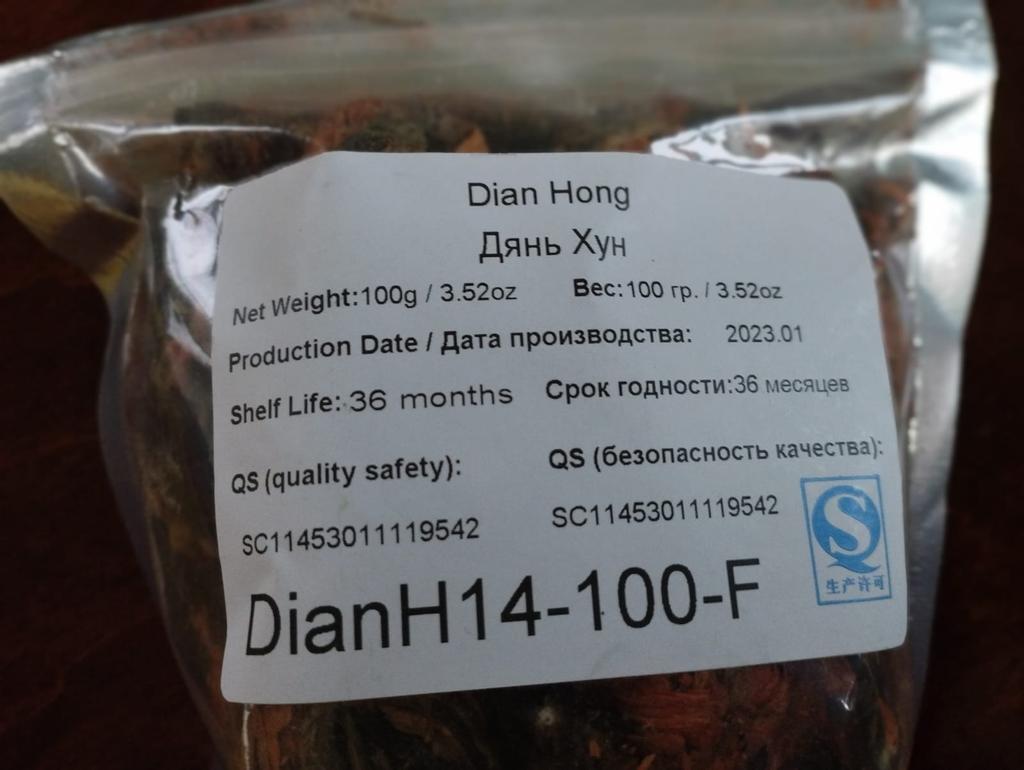 Dian Hong
Дянь Хун
Net Weight:100g / 3.52oz Вес:100 гр. / 3.52oz
Production Date / Дата производства: 2023.01
Shelf Life: 36 months Срок годности:36 месяцев
QS (quality safety): QS (безопасность качества):
SC11453011119542 SC11453011119542
生产许可
DianH14-100-F